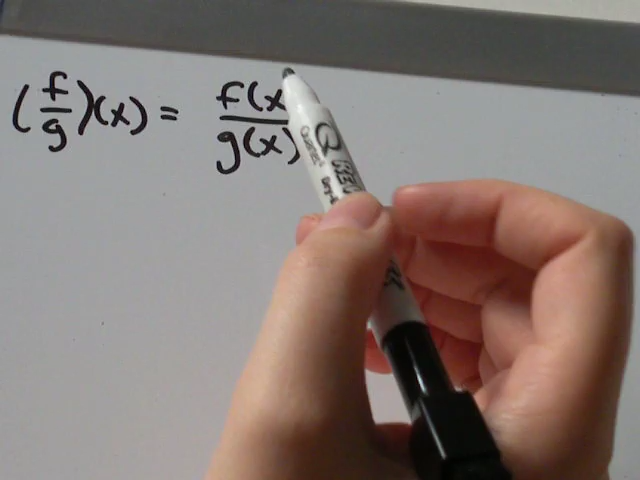 (f/g)(x) = f(x/g(x)